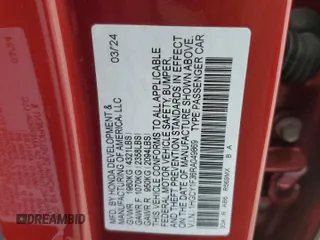 MFD BY HONDA DEVELOPMENT &
MANUFACTURING OF AMERICA, LLC 03/24
GVWR 1960KG (4321LBS)
GAWR F 1070KG (2359LBS)
GAWR R 950KG (2094LBS)
THIS VEHICLE CONFORMS TO ALL APPLICABLE
FEDERAL MOTOR VEHICLE SAFETY, BUMPER,
AND THEFT PREVENTION STANDARDS IN EFFECT
ON THE DATE OF MANUFACTURE SHOWN ABOVE.
V.I.N. TYPE PASSENGER CAR
B A